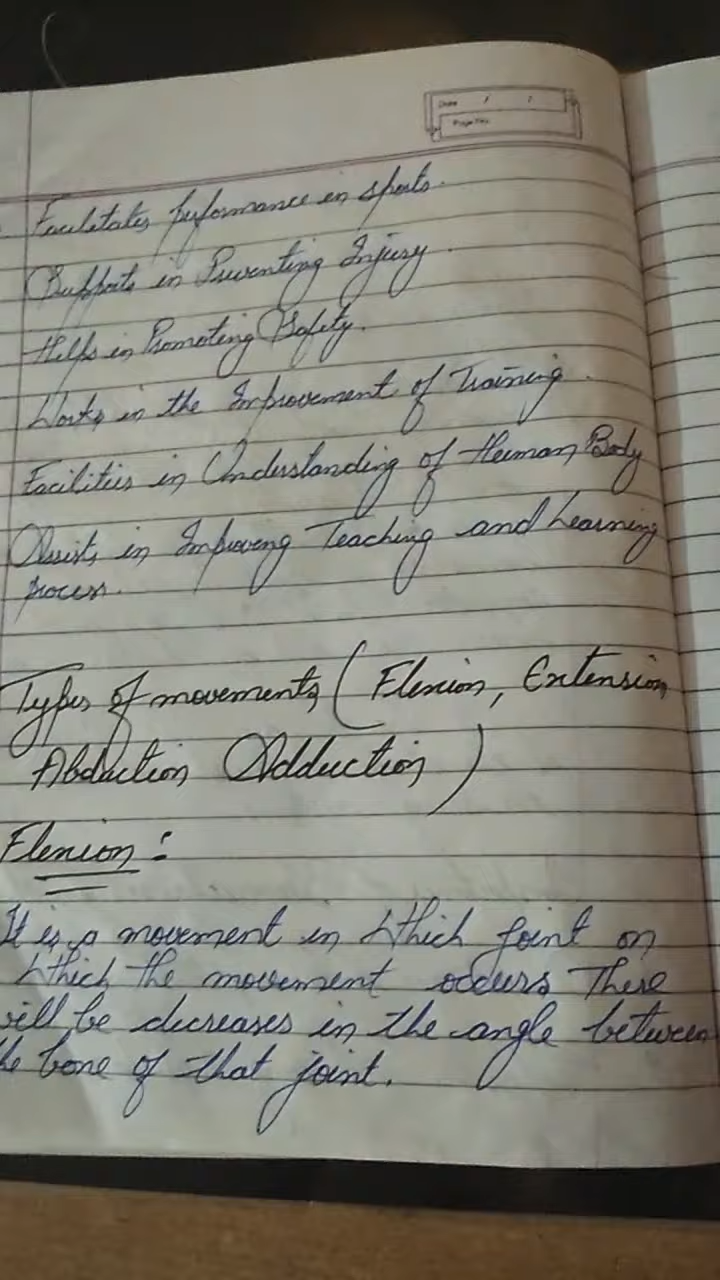 Date / /
Page No.
Facilitates performance in sports.
Supports in Preventing Injury.
Helps in Promoting Safety.
Works in the Improvement of Training.
Facilities in Understanding of Human Body
Assists in Improving Teaching and Learning
process.
Types of movements (Flexion, Extension,
Abduction Adduction)
Flexion :
It is a movement in which joint on
which the movement occurs There
will be decreases in the angle between
the bone of that joint.